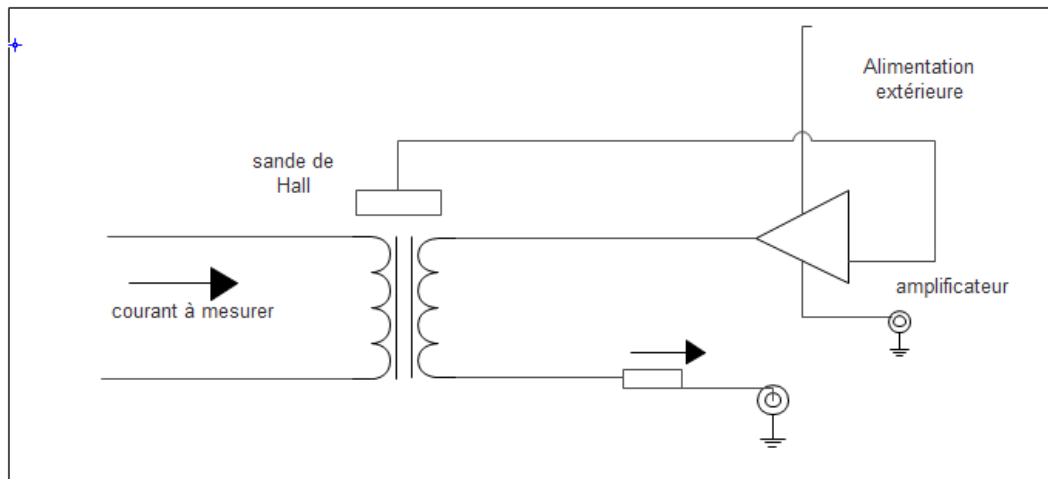 Alimentation
extérieure
sande de
Hall
courant à mesurer
amplificateur